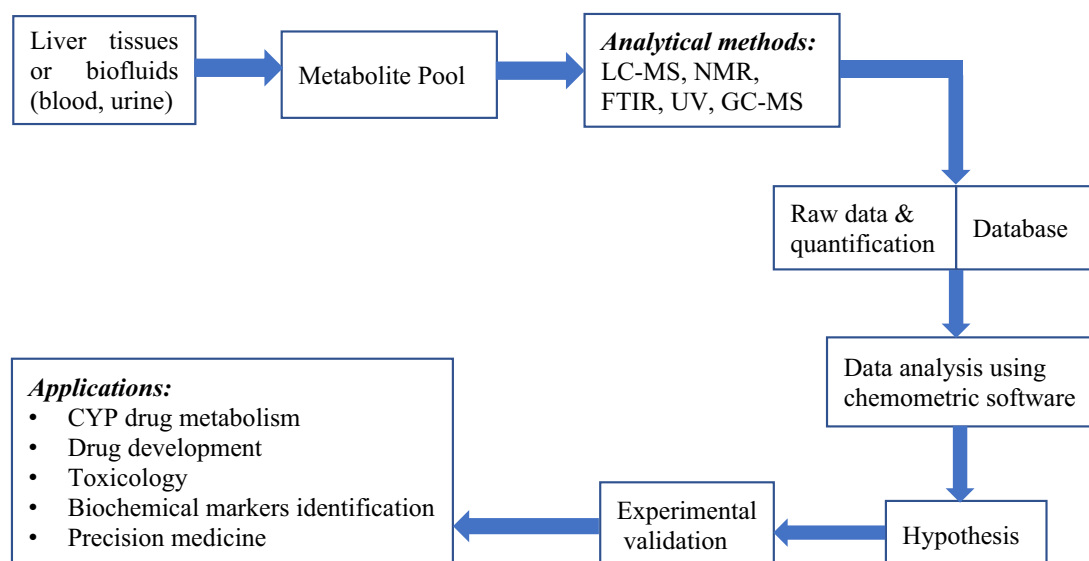 Liver tissues
or biofluids
(blood, urine)
Metabolite Pool
Analytical methods:
LC-MS, NMR,
FTIR, UV, GC-MS
Raw data &
quantification
Database
Data analysis using
chemometric software
Hypothesis
Experimental
validation
Applications:
• CYP drug metabolism
• Drug development
• Toxicology
• Biochemical markers identification
• Precision medicine